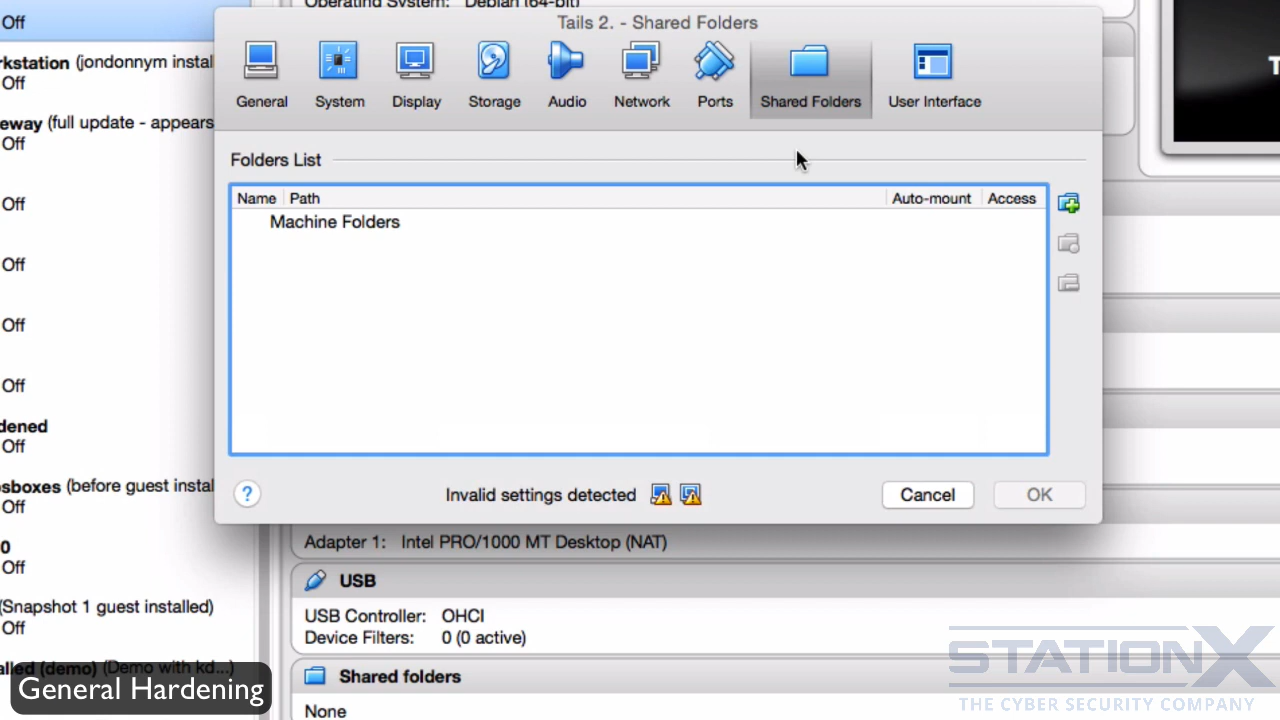 Operating System: Debian (64-bit)
Off
Tails 2. - Shared Folders
rkstation (jondonnym instal
Off
General
System
Display
Storage
Audio
Network
Ports
Shared Folders
User Interface
T
eway (full update - appears
Off
Folders List
Name Path Auto-mount Access
Off
Machine Folders
Off
Off
Off
dened
Off
sboxes (before guest instal
Off
? Invalid settings detected Cancel OK
0
Off
Adapter 1: Intel PRO/1000 MT Desktop (NAT)
USB
(Snapshot 1 guest installed)
Off
USB Controller: OHCI
Device Filters: 0 (0 active)
alled (demo) (Demo with kd...)
Shared folders
None
General Hardening
STATIONX
THE CYBER SECURITY COMPANY